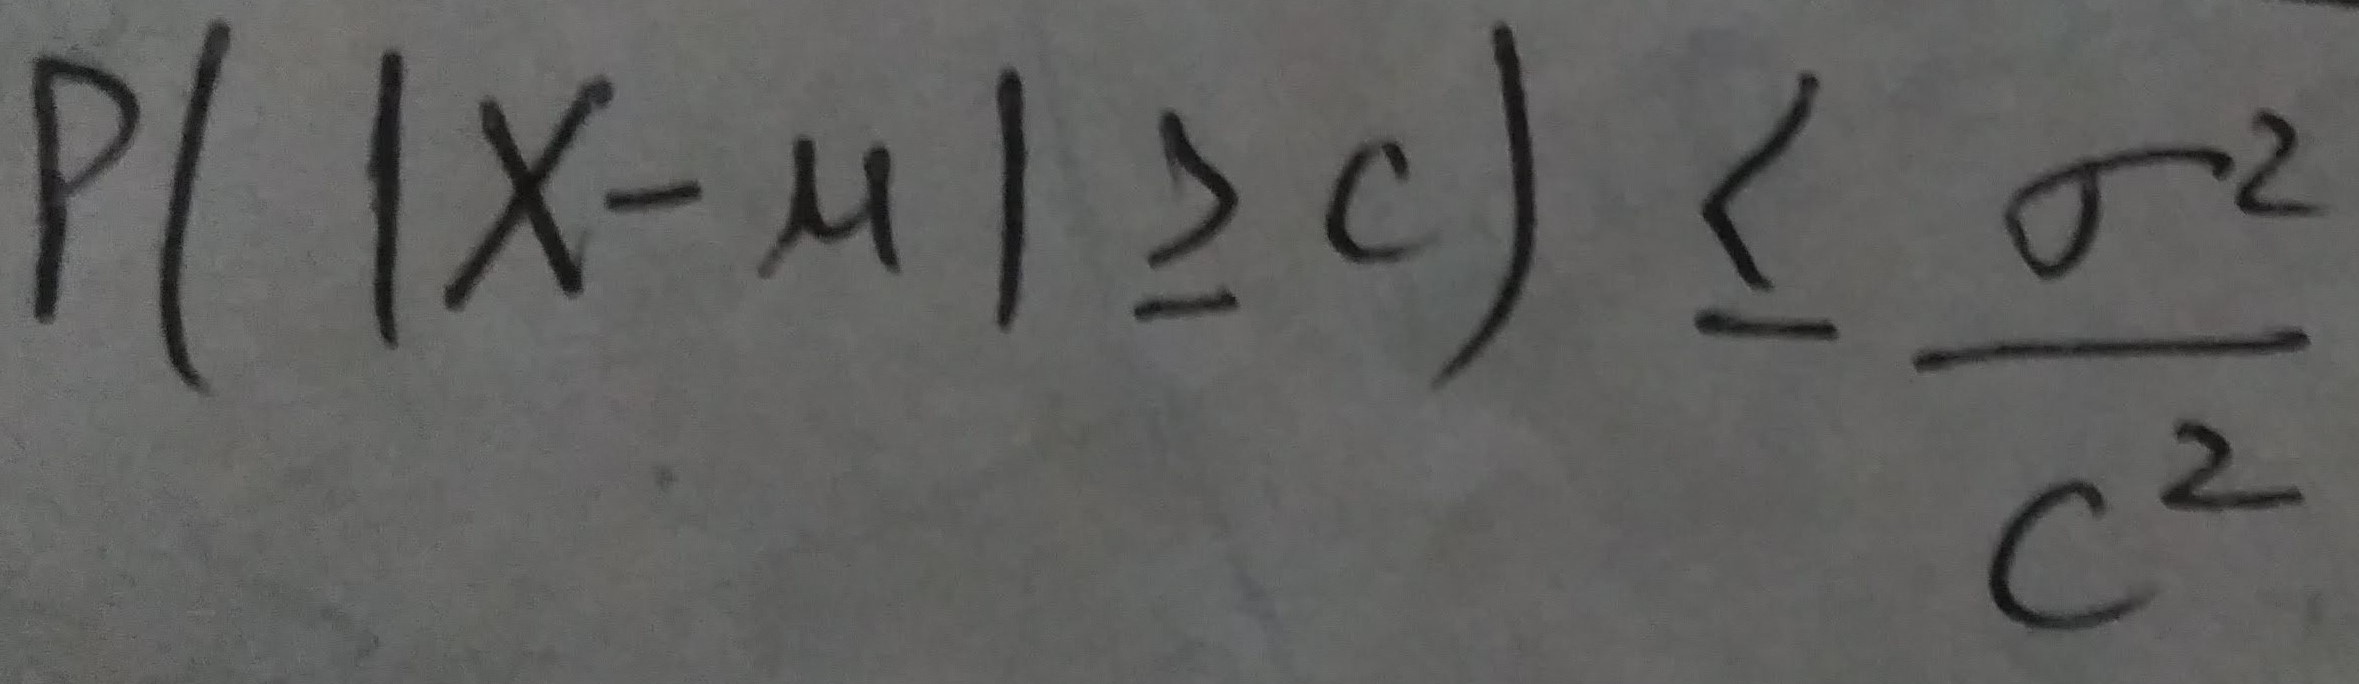 P( |X - μ| ≥ c) ≤ σ²/c²